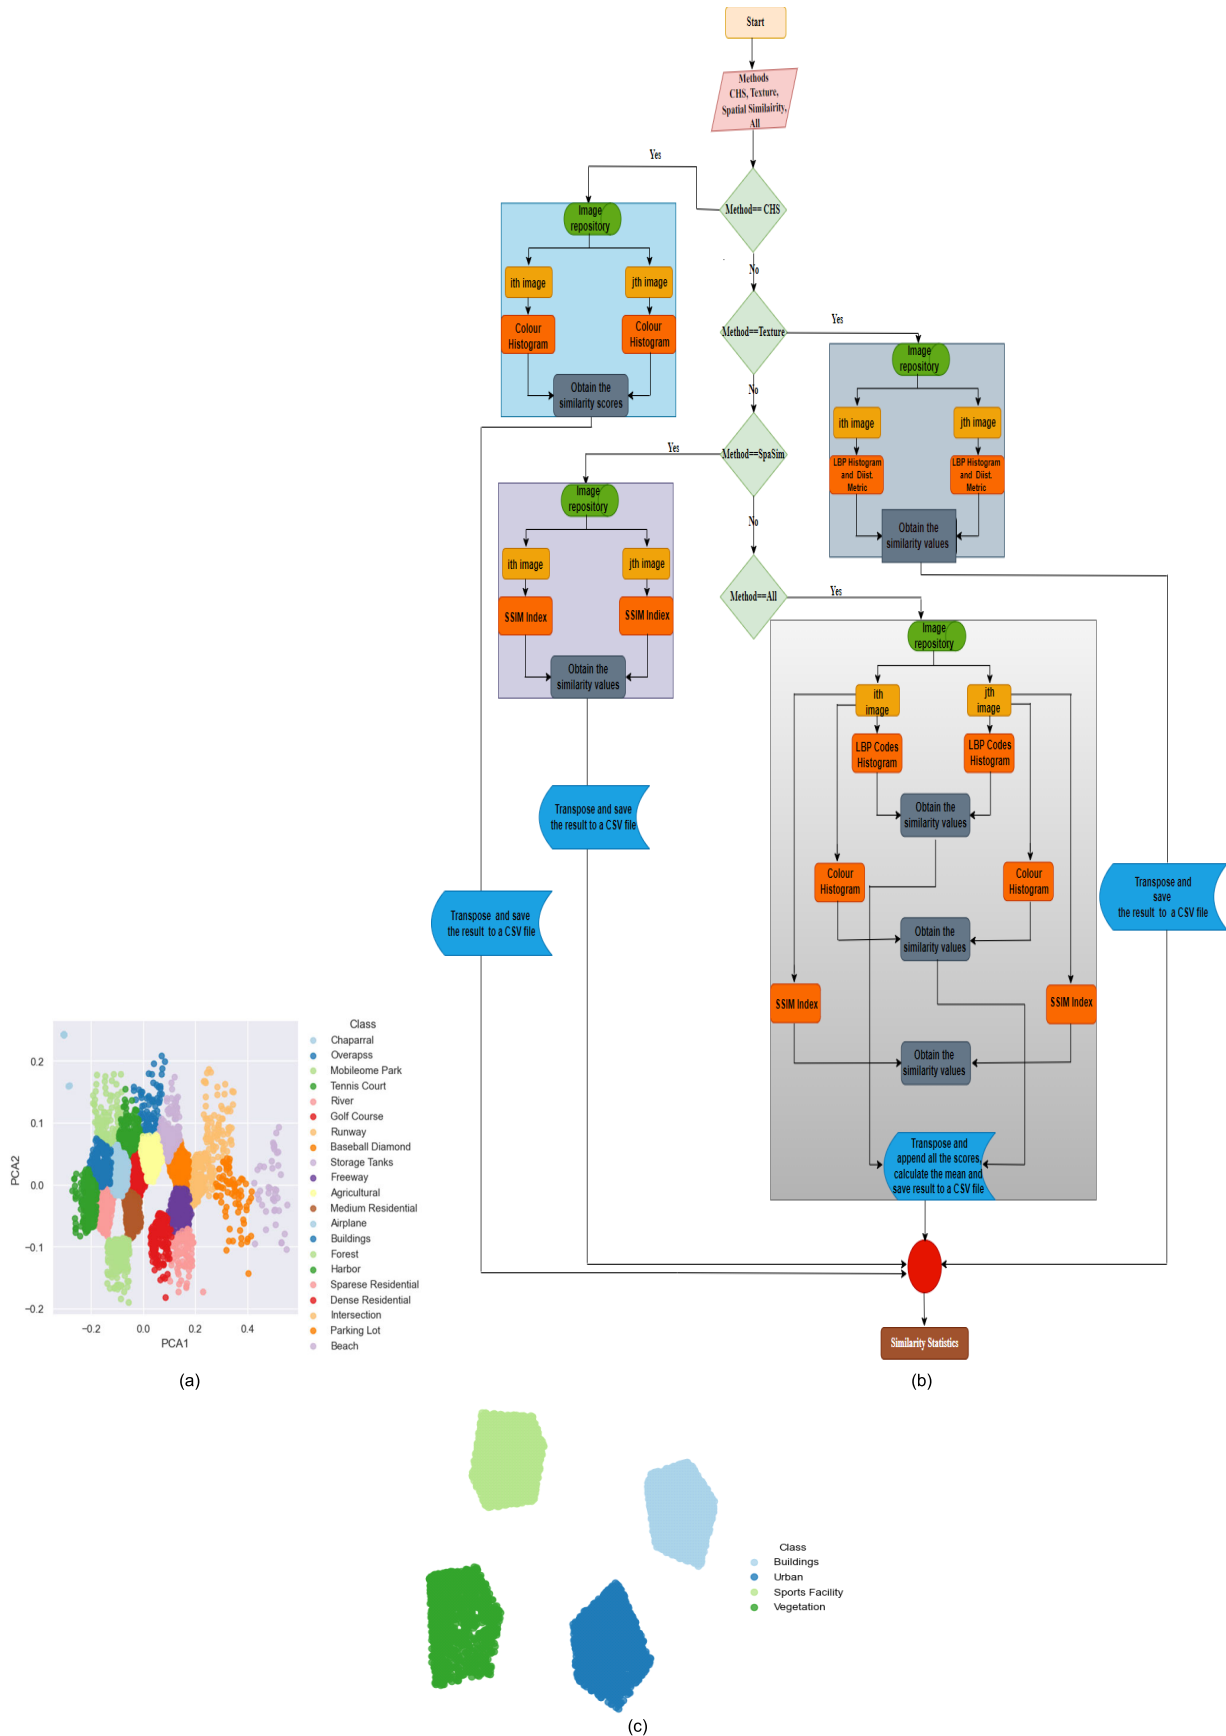 Start
Methods
CHS, Texture,
Spatial Similairity,
All
Yes
Method== CHS
No
Image
repository
ith image
jth image
Colour
Histogram
Colour
Histogram
Obtain the
similarity scores
Method==Texture
Yes
No
Image
repository
ith image
jth image
LBP Histogram
and Diist.
Metric
LBP Histogram
and Diist.
Metric
Obtain the
similarity values
Method==SpaSim
Yes
No
Image
repository
ith image
jth image
SSIM Index
SSIM Indiex
Obtain the
similarity values
Method==All
Yes
Image
repository
ith
image
jth
image
LBP Codes
Histogram
LBP Codes
Histogram
Obtain the
similarity values
Colour
Histogram
Colour
Histogram
Obtain the
similarity values
SSIM Index
SSIM Index
Obtain the
similarity values
Transpose and save
the result to a CSV file
Transpose and save
the result to a CSV file
Transpose and
save
the result to a CSV file
Transpose and
append all the scores,
calculate the mean and
save result to a CSV file
Similarity Statistics
(b)
Class
Chaparral
Overapss
Mobileome Park
Tennis Court
River
Golf Course
Runway
Baseball Diamond
Storage Tanks
Freeway
Agricultural
Medium Residential
Airplane
Buildings
Forest
Harbor
Sparese Residential
Dense Residential
Intersection
Parking Lot
Beach
PCA2
0.2
0.1
0.0
−0.1
−0.2
−0.2 0.0 0.2 0.4
PCA1
(a)
Class
Buildings
Urban
Sports Facility
Vegetation
(c)